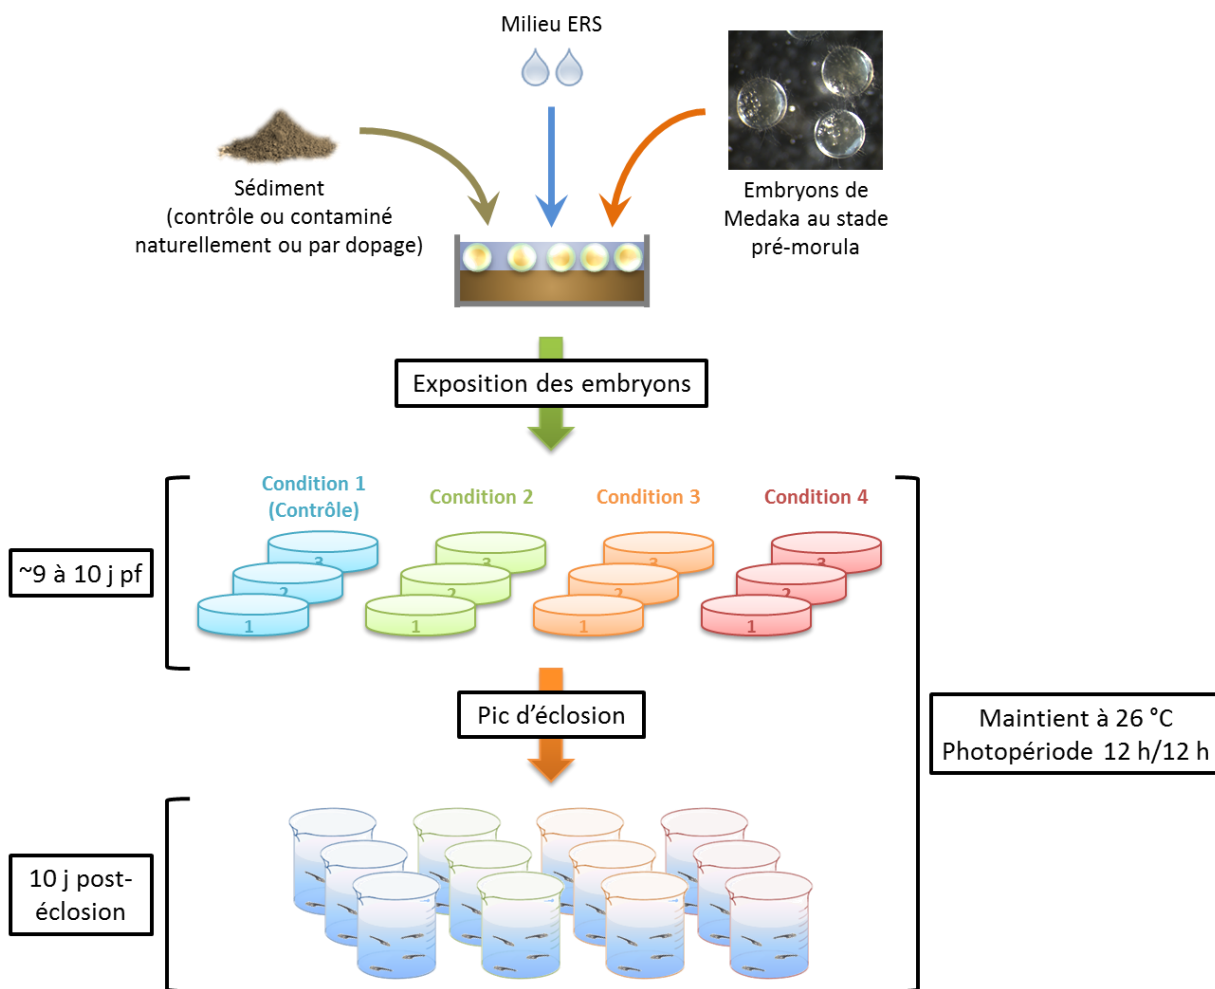 Milieu ERS
Sédiment
(contrôle ou contaminé
naturellement ou par dopage)
Embryons de
Medaka au stade
pré-morula
Exposition des embryons
Condition 1
(Contrôle)
Condition 2
Condition 3
Condition 4
~9 à 10 j pf
3
3
3
3
2
2
2
2
1
1
1
1
Pic d’éclosion
Maintient à 26 °C
Photopériode 12 h/12 h
10 j post-
éclosion